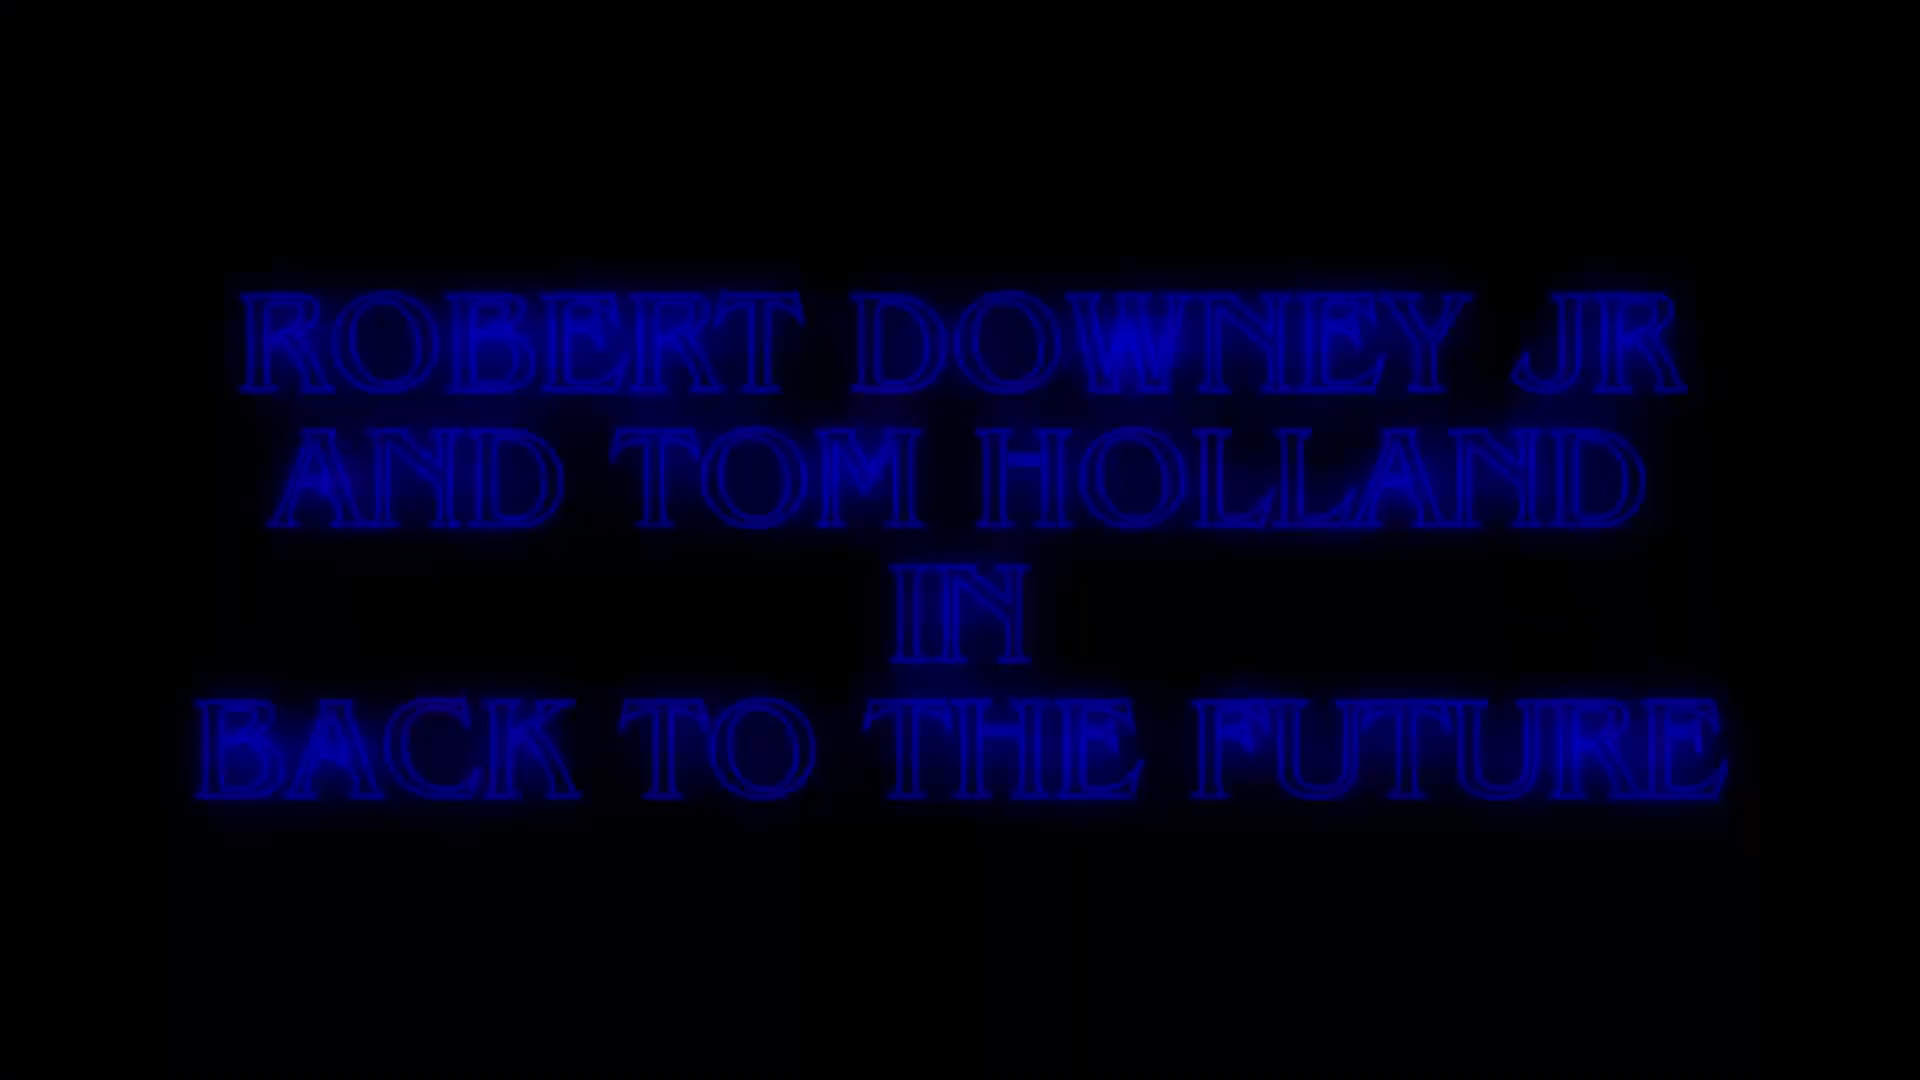 ROBERT DOWNEY JR
AND TOM HOLLAND
IN
BACK TO THE FUTURE